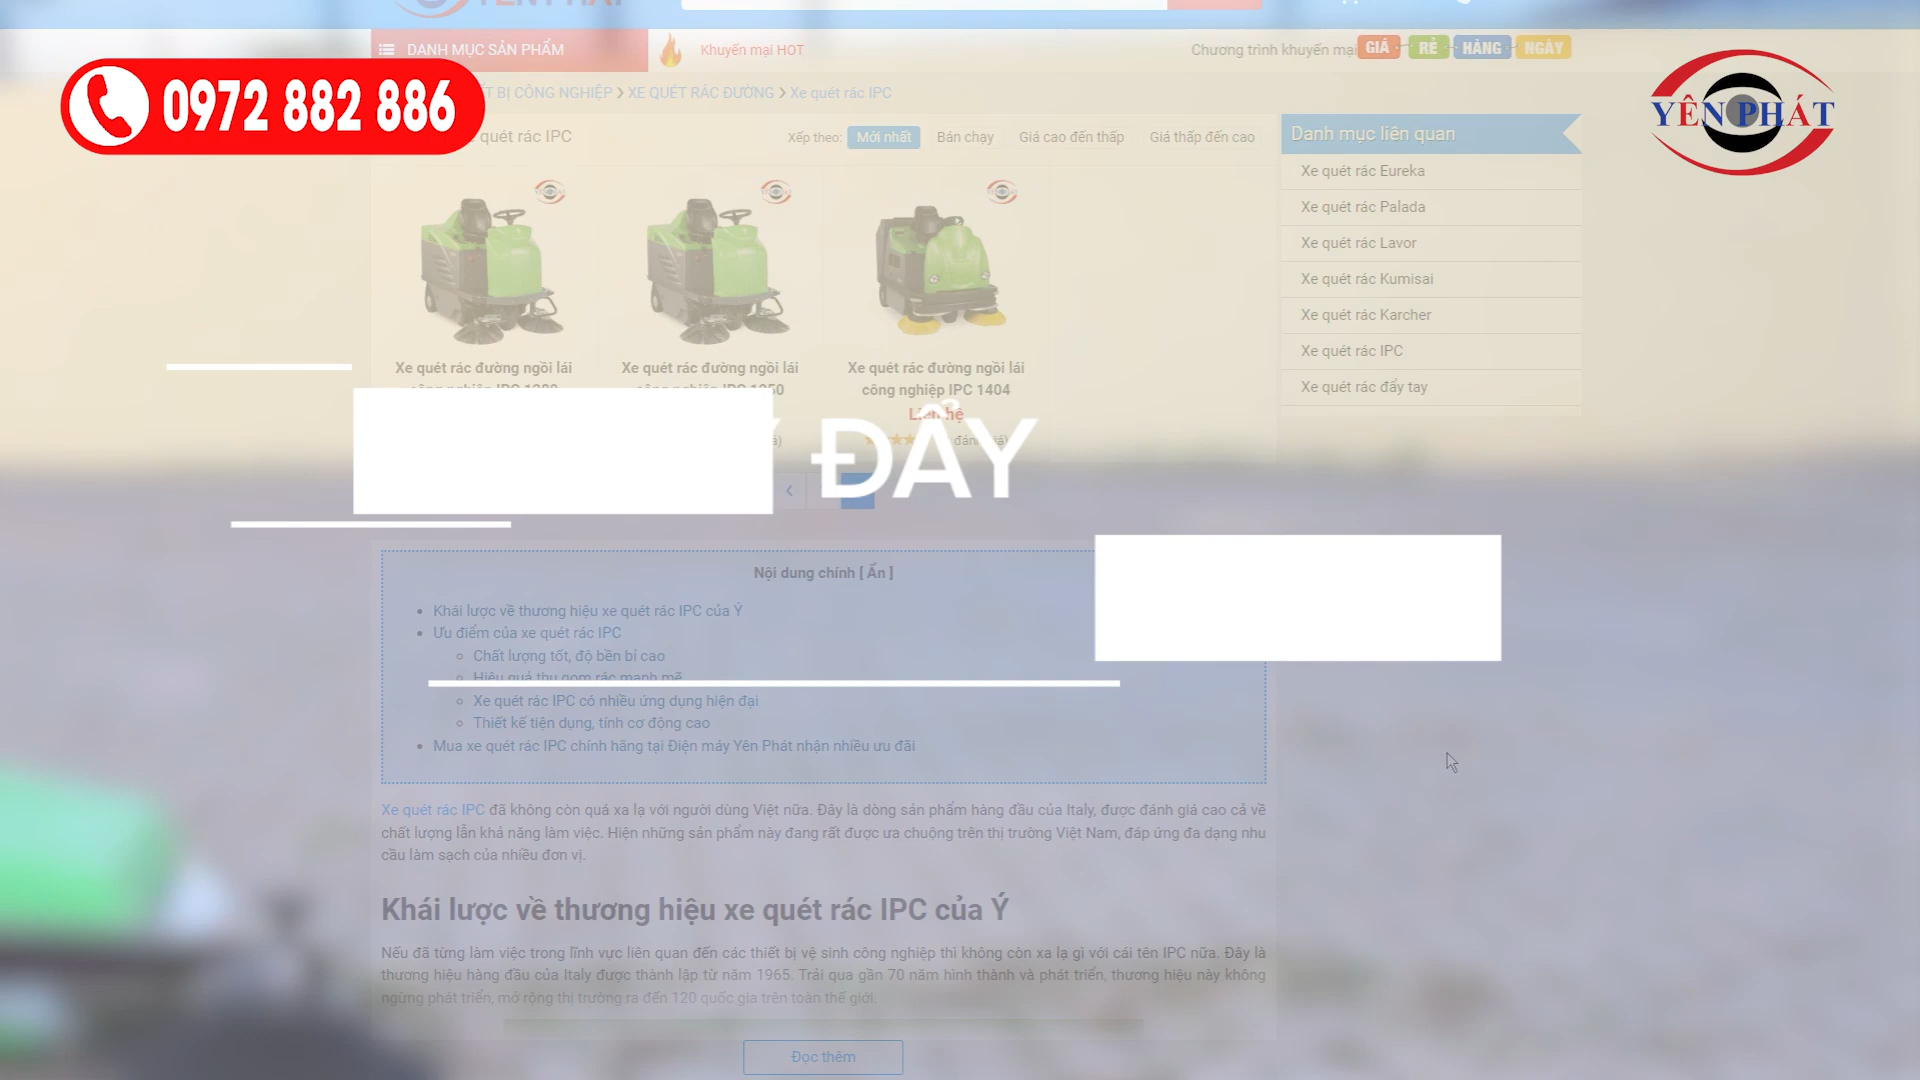 DANH MỤC SẢN PHẨM
Khuyến mại HOT
Chương trình khuyến mại
GIÁ RẺ HÀNG NGÀY
0972 882 886
YÊN PHÁT
BỊ CÔNG NGHIỆP > XE QUÉT RÁC ĐƯỜNG > Xe quét rác IPC
quét rác IPC
Xếp theo: Mới nhất Bán chạy Giá cao đến thấp Giá thấp đến cao
Danh mục liên quan
Xe quét rác Eureka
Xe quét rác Palada
Xe quét rác Lavor
Xe quét rác Kumisai
Xe quét rác Karcher
Xe quét rác IPC
Xe quét rác đẩy tay
Xe quét rác đường ngồi lái
Xe quét rác đường ngồi lái
Xe quét rác đường ngồi lái
công nghiệp IPC 1404
Liên hệ
ĐẨY
Nội dung chính [ Ẩn ]
Khái lược về thương hiệu xe quét rác IPC của Ý
Ưu điểm của xe quét rác IPC
Chất lượng tốt, độ bền bỉ cao
Hiệu quả thu gom rác mạnh mẽ
Xe quét rác IPC có nhiều ứng dụng hiện đại
Thiết kế tiện dụng, tính cơ động cao
Mua xe quét rác IPC chính hãng tại Điện máy Yên Phát nhận nhiều ưu đãi
Xe quét rác IPC đã không còn quá xa lạ với người dùng Việt nữa. Đây là dòng sản phẩm hàng đầu của Italy, được đánh giá cao cả về
chất lượng lẫn khả năng làm việc. Hiện những sản phẩm này đang rất được ưa chuộng trên thị trường Việt Nam, đáp ứng đa dạng nhu
cầu làm sạch của nhiều đơn vị.
Khái lược về thương hiệu xe quét rác IPC của Ý
Nếu đã từng làm việc trong lĩnh vực liên quan đến các thiết bị vệ sinh công nghiệp thì không còn xa lạ gì với cái tên IPC nữa. Đây là
thương hiệu hàng đầu của Italy được thành lập từ năm 1965. Trải qua gần 70 năm hình thành và phát triển, thương hiệu này không
ngừng phát triển, mở rộng thị trường ra đến 120 quốc gia trên toàn thế giới.
Đọc thêm